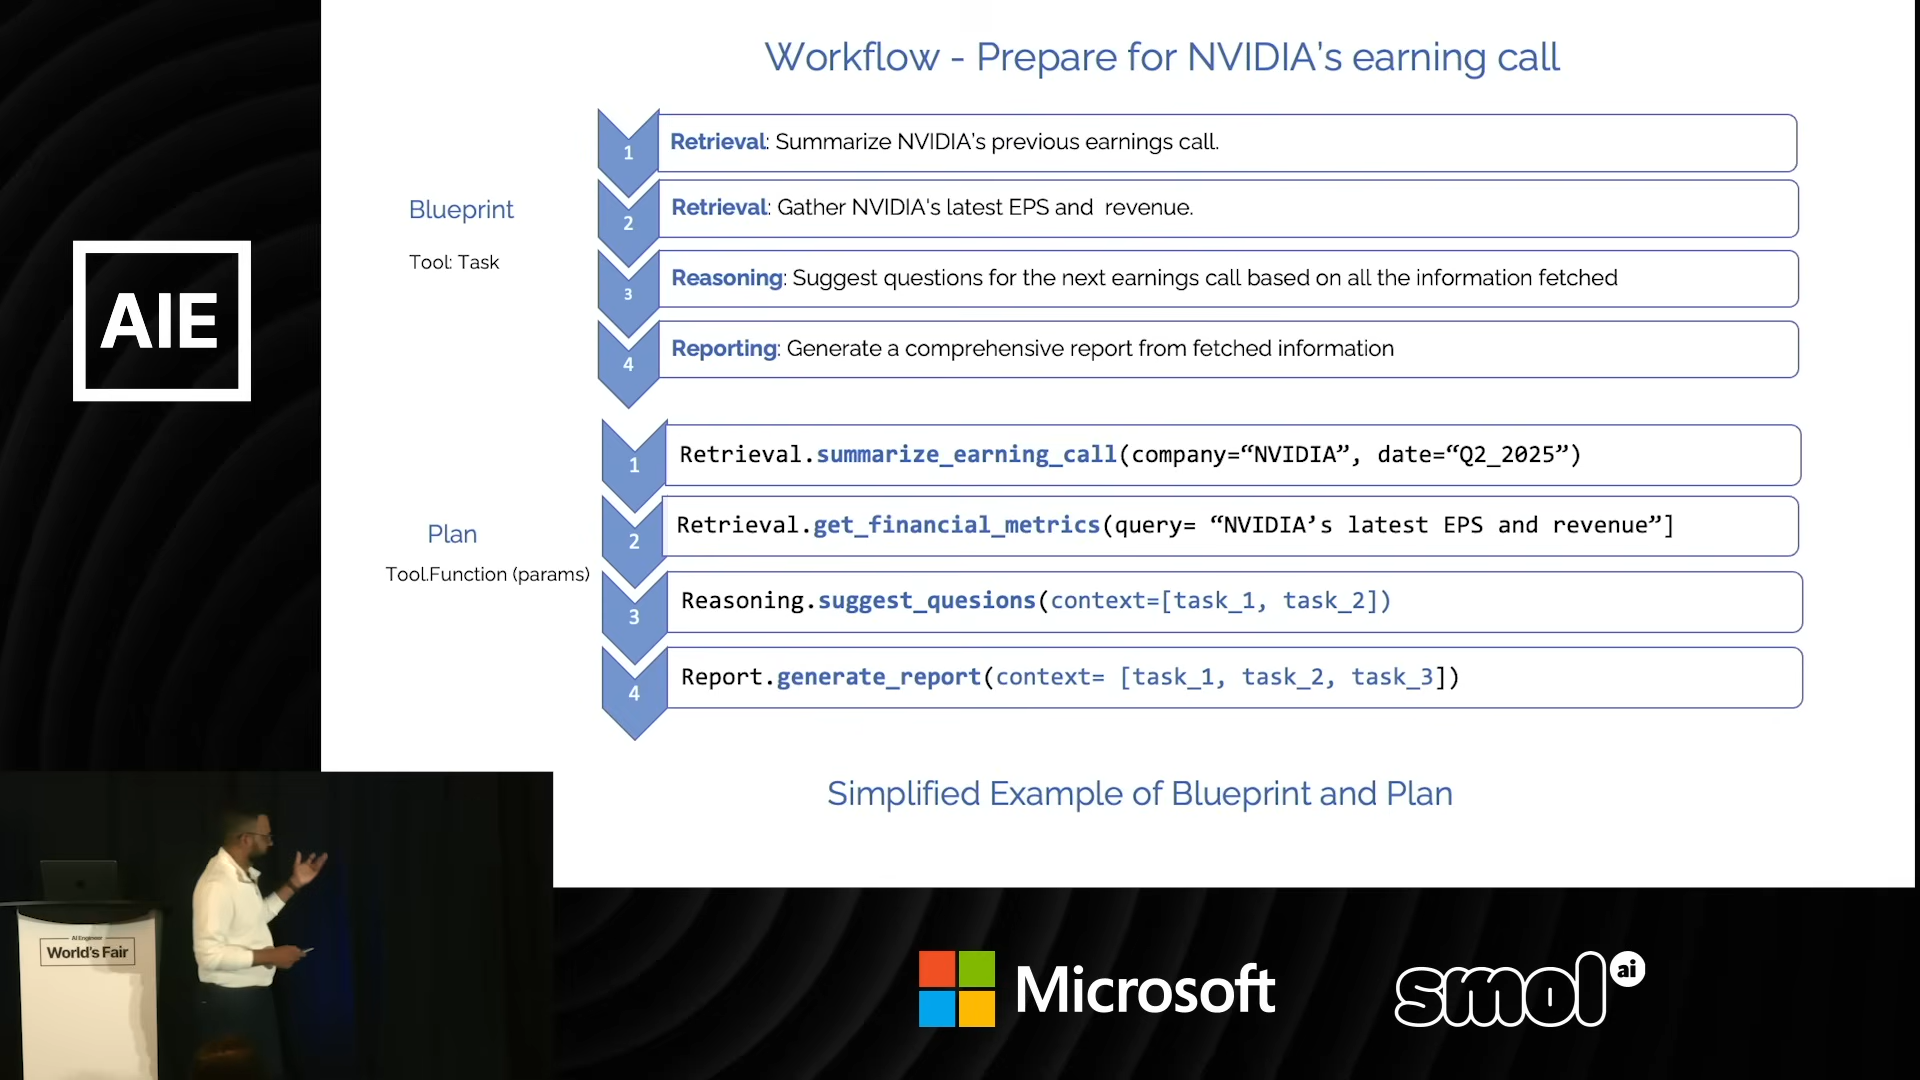 Workflow - Prepare for NVIDIA's earning call
1
Retrieval: Summarize NVIDIA's previous earnings call.
Blueprint
Tool: Task
2
Retrieval: Gather NVIDIA's latest EPS and  revenue.
3
Reasoning: Suggest questions for the next earnings call based on all the information fetched
4
Reporting: Generate a comprehensive report from fetched information
AIE
1
Retrieval.summarize_earning_call(company=“NVIDIA”, date=“Q2_2025”)
Plan
Tool.Function (params)
2
Retrieval.get_financial_metrics(query= “NVIDIA’s latest EPS and revenue”]
3
Reasoning.suggest_quesions(context=[task_1, task_2])
4
Report.generate_report(context= [task_1, task_2, task_3])
Simplified Example of Blueprint and Plan
AI Engineer
World's Fair
Microsoft
smol ai